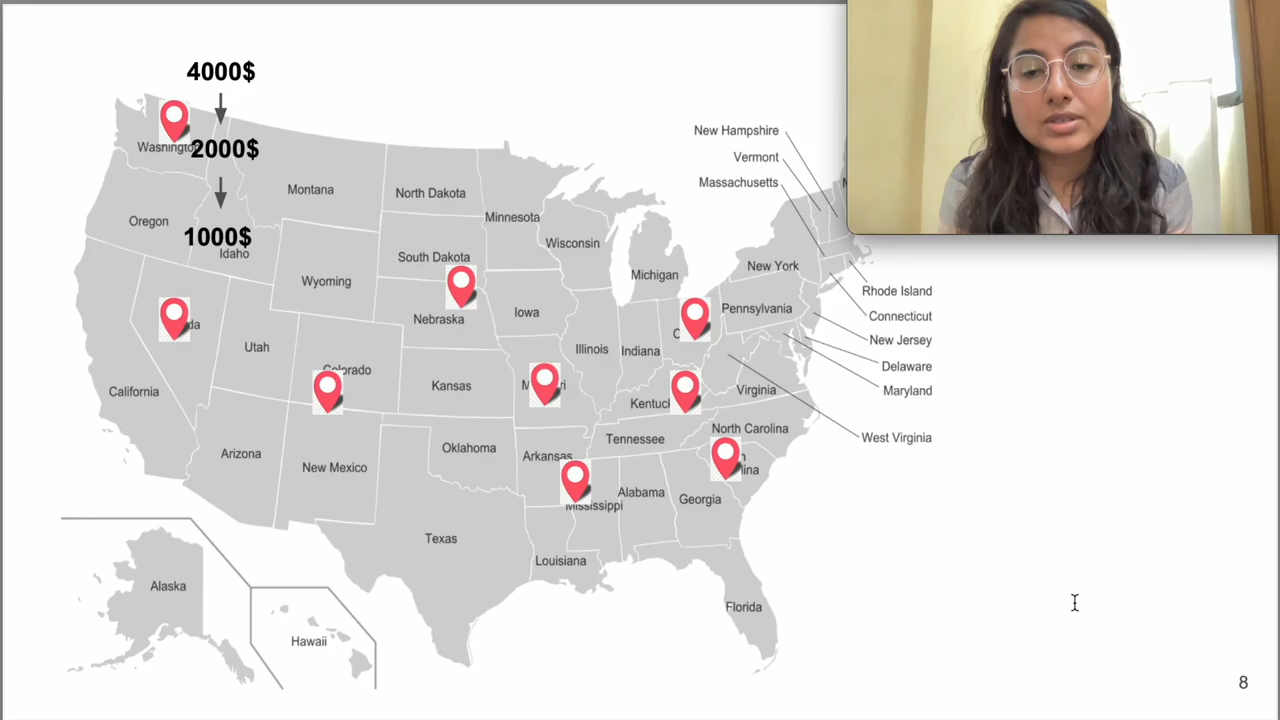 4000$
2000$
1000$
Montana
North Dakota
Minnesota
Oregon
Idaho
South Dakota
Wisconsin
Michigan
New York
New Hampshire
Vermont
Massachusetts
Rhode Island
Connecticut
New Jersey
Delaware
Maryland
West Virginia
Wyoming
Nebraska
Iowa
Illinois
Indiana
Pennsylvania
Utah
California
Kansas
Virginia
Arizona
New Mexico
Oklahoma
Tennessee
North Carolina
Arkansas
Alabama
Georgia
Mississippi
Texas
Louisiana
Florida
Alaska
Hawaii
8